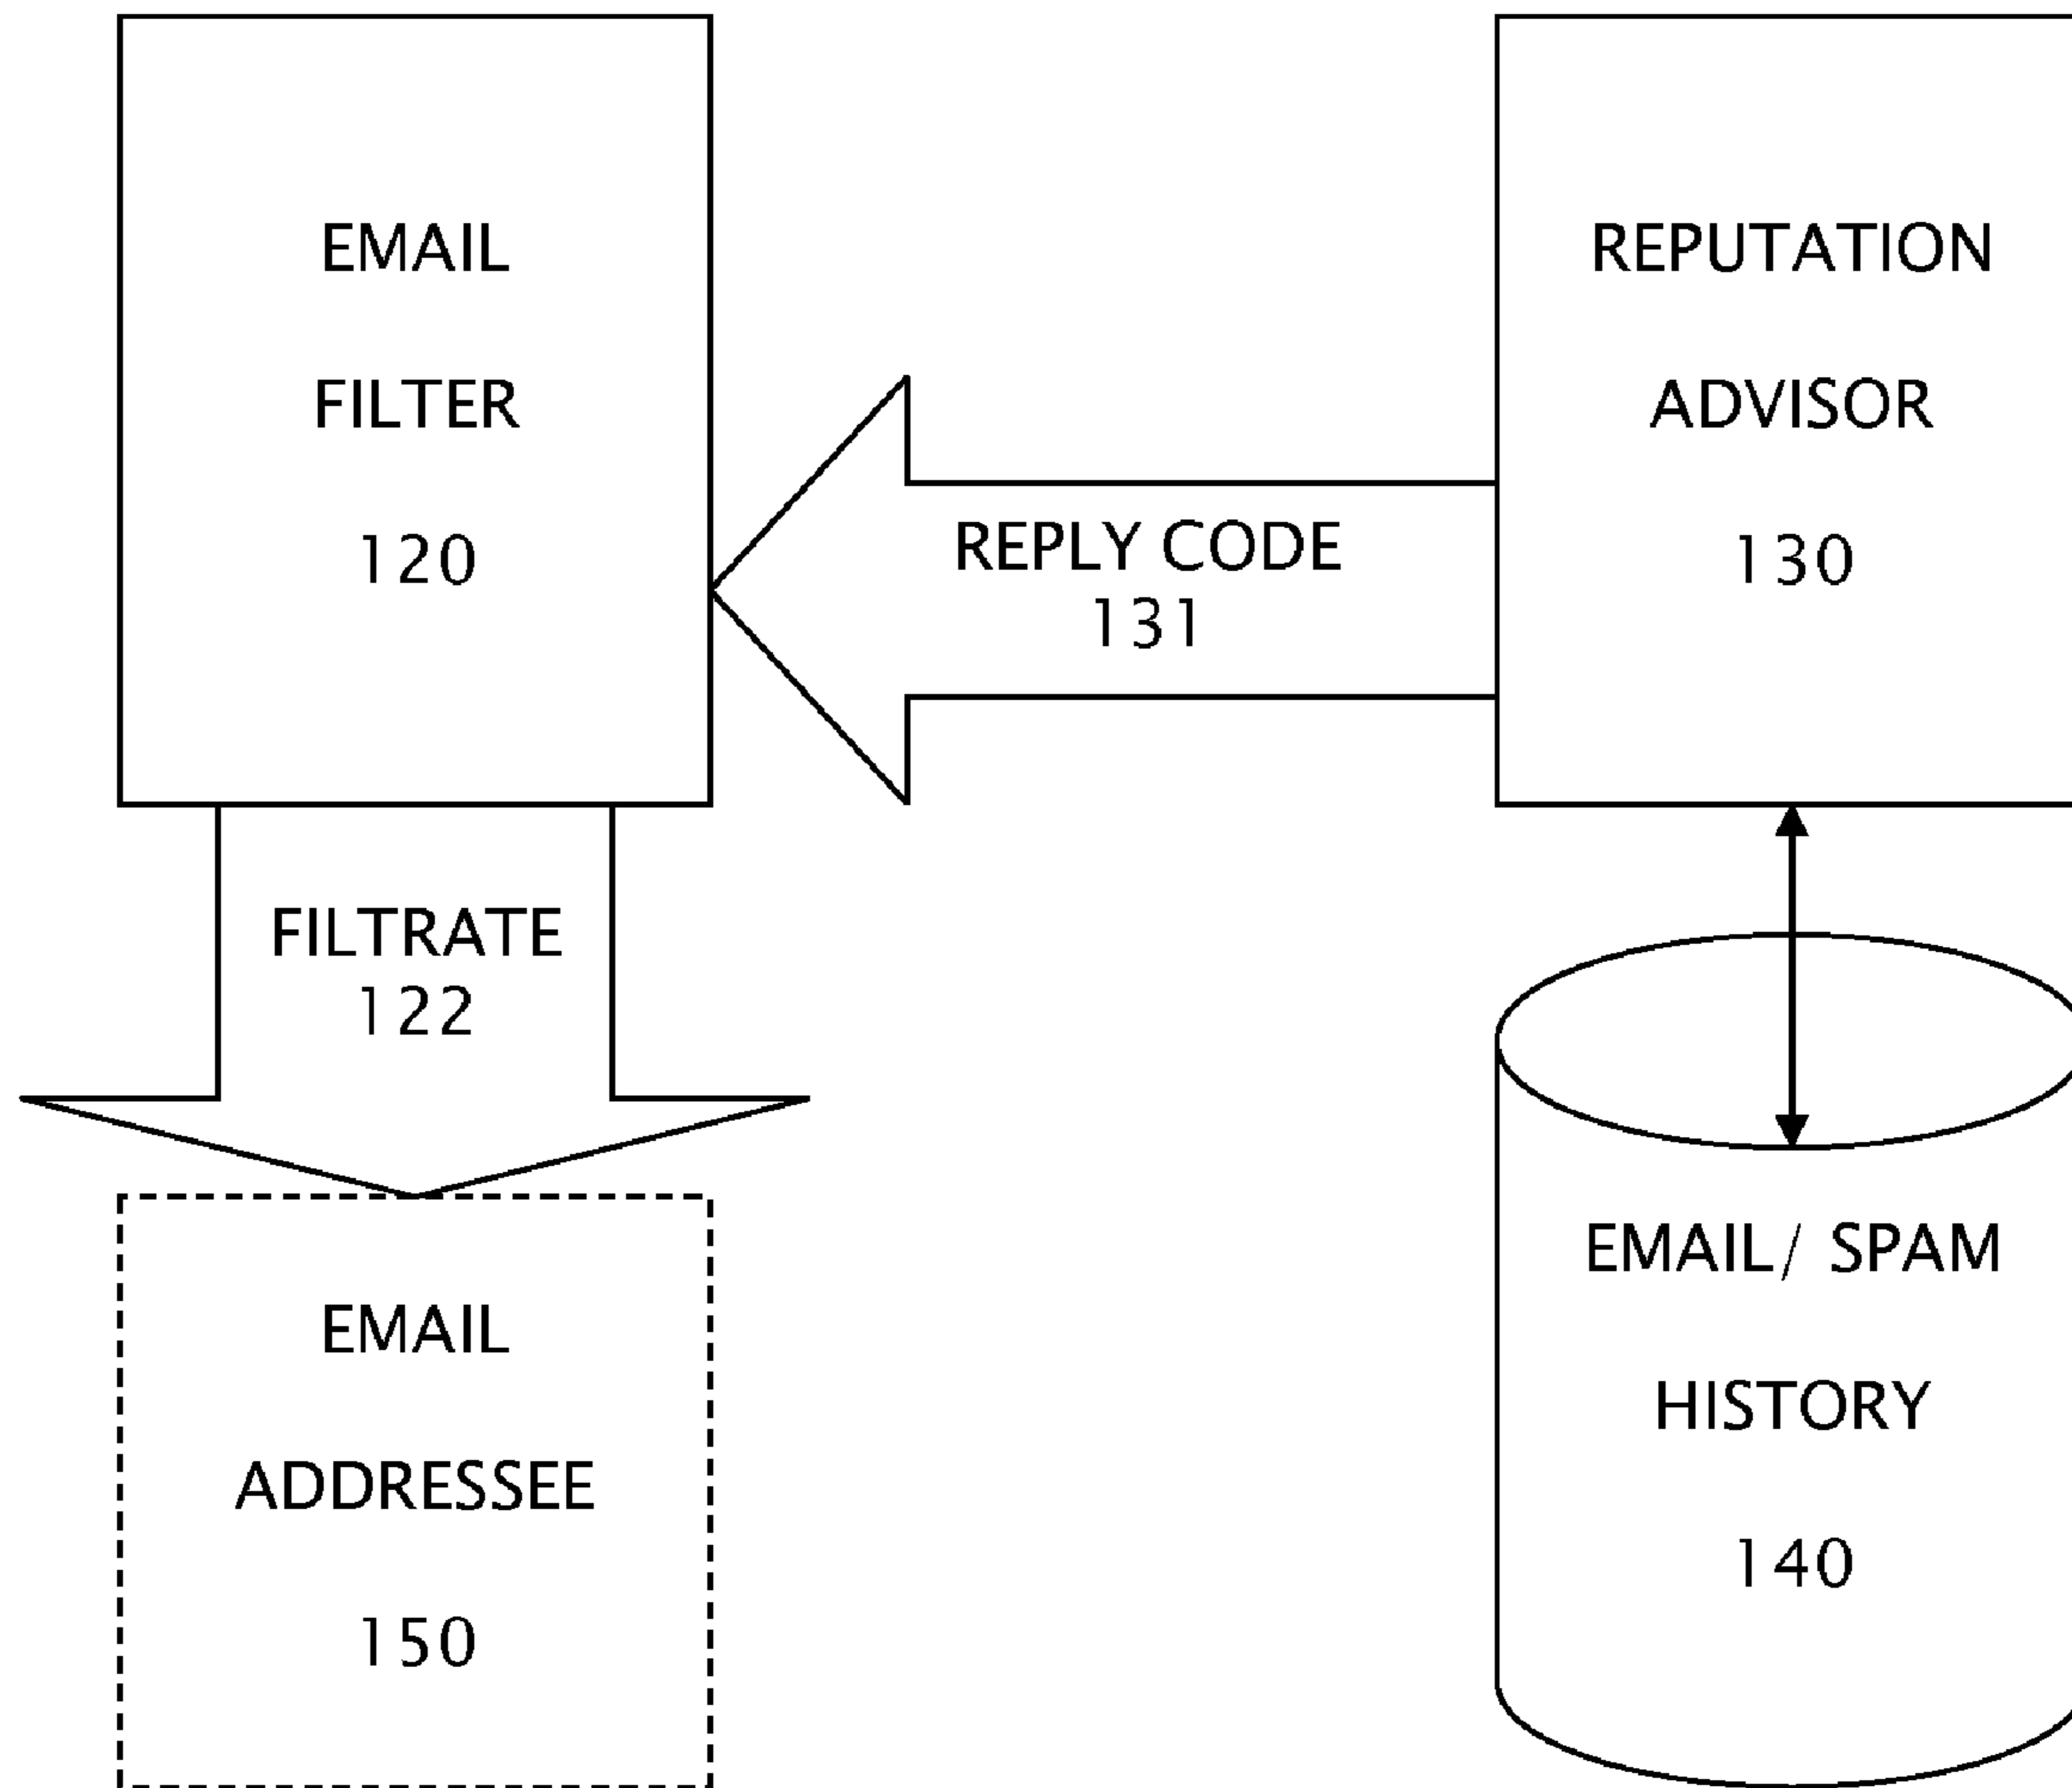 EMAIL
FILTER
120
REPUTATION
ADVISOR
130
REPLY CODE
131
FILTRATE
122
EMAIL
ADDRESSEE
150
EMAIL/ SPAM
HISTORY
140